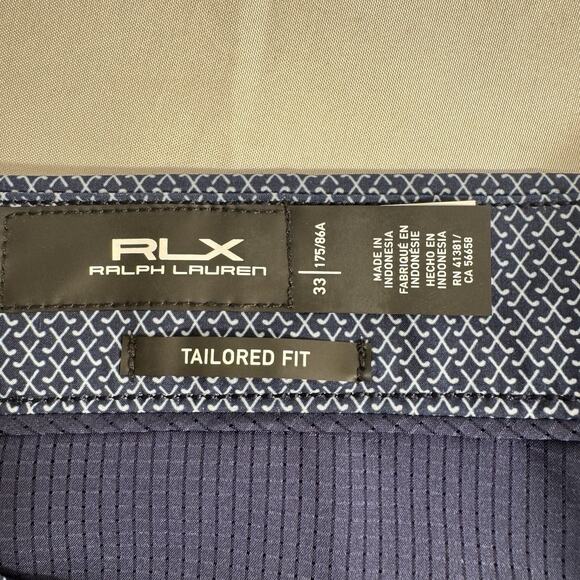 RLX
RALPH LAUREN
33 | 175/86A
MADE IN
INDONESIA
FABRIQUÉ EN
INDONÉSIE
HECHO EN
INDONESIA
RN 41381/
CA 56658
TAILORED FIT